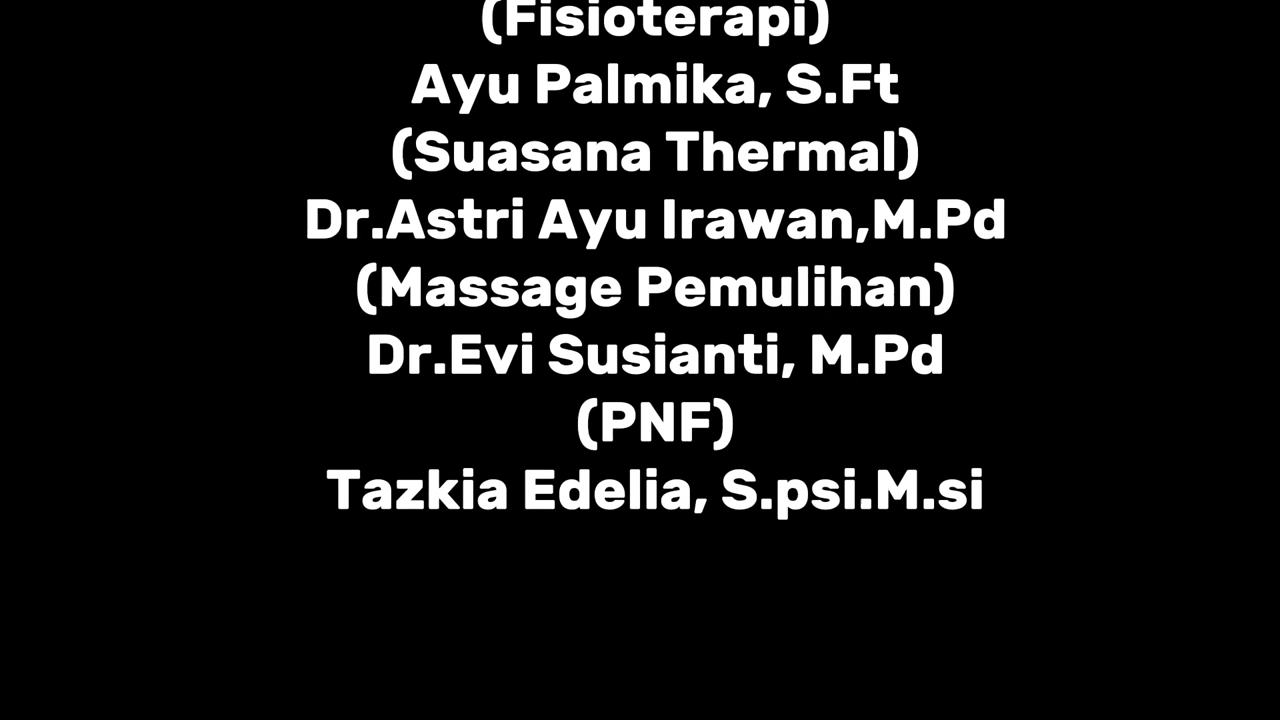 (Fisioterapi)
Ayu Palmika, S.Ft
(Suasana Thermal)
Dr.Astri Ayu Irawan,M.Pd
(Massage Pemulihan)
Dr.Evi Susianti, M.Pd
(PNF)
Tazkia Edelia, S.psi.M.si